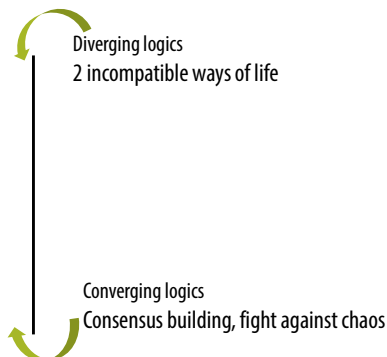 Diverging logics
2 incompatible ways of life
Converging logics
Consensus building, fight against chaos